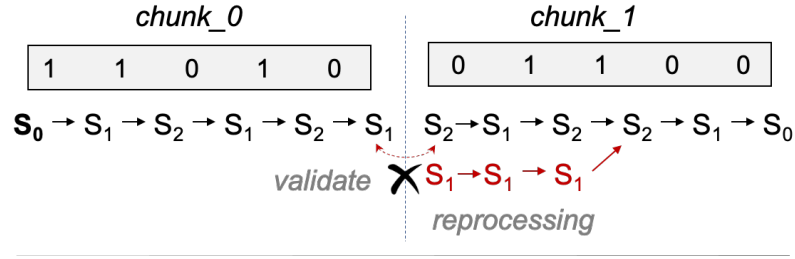 chunk_0 chunk_1
1 1 0 1 0 0 1 1 0 0
S₀ → S₁ → S₂ → S₁ → S₂ → S₁ S₂ → S₁ → S₂ → S₂ → S₁ → S₀
validate S₁ → S₁ → S₁
reprocessing